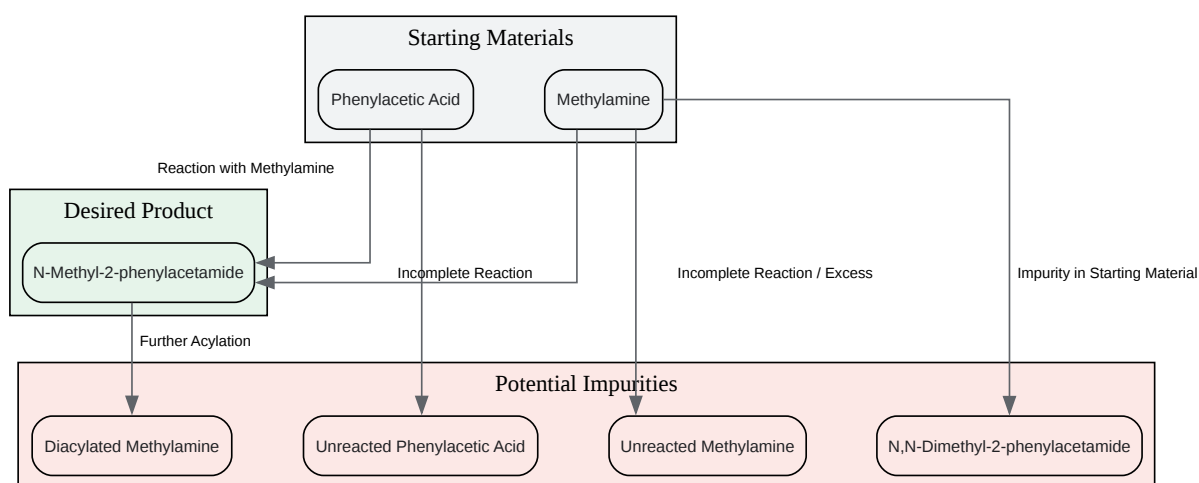 Starting Materials
Phenylacetic Acid
Methylamine
Reaction with Methylamine
Desired Product
N-Methyl-2-phenylacetamide
Incomplete Reaction
Incomplete Reaction / Excess
Impurity in Starting Material
Further Acylation
Potential Impurities
Diacylated Methylamine
Unreacted Phenylacetic Acid
Unreacted Methylamine
N,N-Dimethyl-2-phenylacetamide